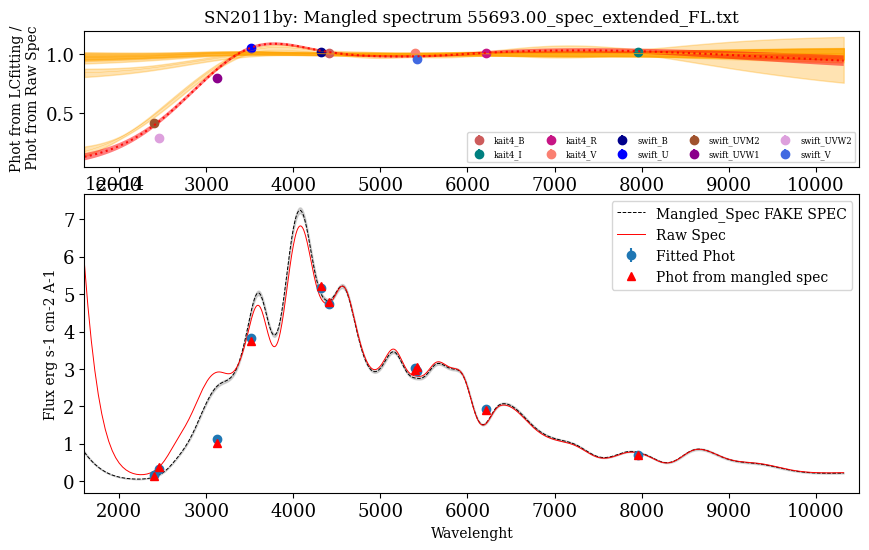 SN2011by: Mangled spectrum 55693.00_spec_extended_FL.txt
Phot from LCfitting /
Phot from Raw Spec
1.0
0.5
kait4_B kait4_R swift_B swift_UVM2 swift_UVW2
kait4_I kait4_V swift_U swift_UVW1 swift_V
2000 3000 4000 5000 6000 7000 8000 9000 10000
1e−14
Flux erg s-1 cm-2 A-1
7
6
5
4
3
2
1
0
Mangled_Spec FAKE SPEC
Raw Spec
Fitted Phot
Phot from mangled spec
2000 3000 4000 5000 6000 7000 8000 9000 10000
Wavelenght